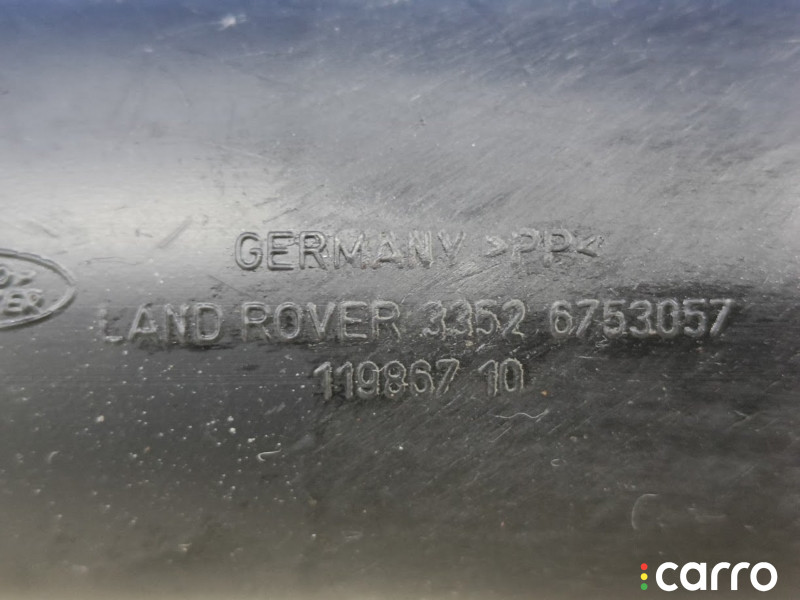 GERMANY >PP<
LAND ROVER 3352 6753057
119867 10
carro